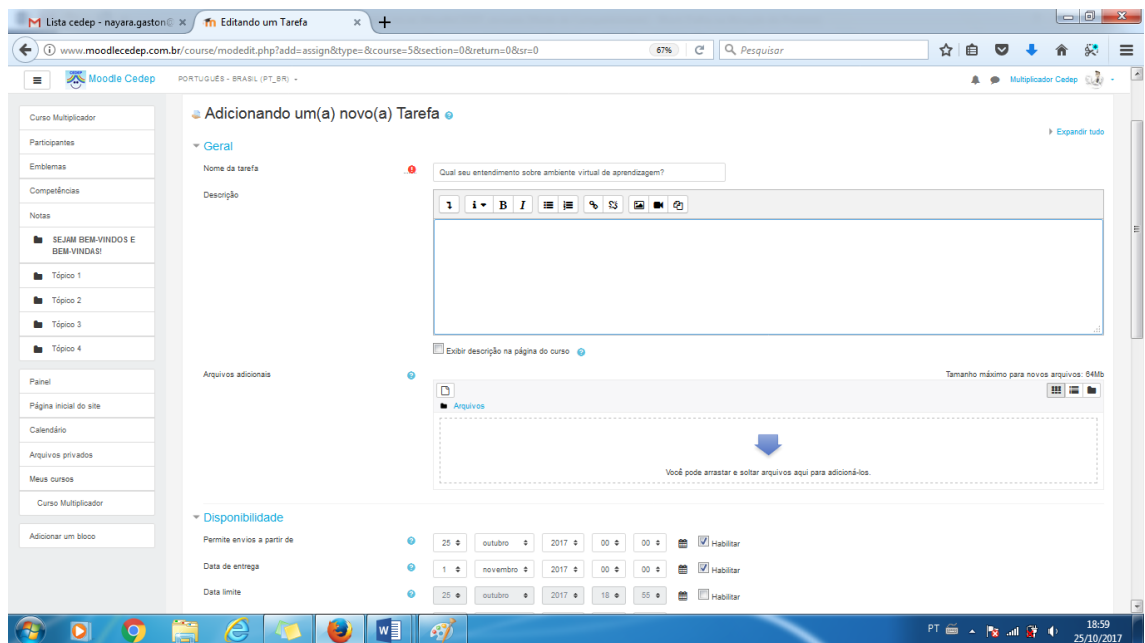 Lista cedep - nayara.gaston
Editando um Tarefa
www.moodlecedep.com.br/course/modedit.php?add=assign&type=&course=5&section=0&return=0&sr=0
67%
Pesquisar
Moodle Cedep
PORTUGUÊS - BRASIL (PT_BR)
Multiplicador Cedep
Curso Multiplicador
Participantes
Emblemas
Competências
Notas
SEJAM BEM-VINDOS E
BEM-VINDAS!
Tópico 1
Tópico 2
Tópico 3
Tópico 4
Painel
Página inicial do site
Calendário
Arquivos privados
Meus cursos
Curso Multiplicador
Adicionar um bloco
Adicionando um(a) novo(a) Tarefa
Expandir tudo
Geral
Nome da tarefa
Qual seu entendimento sobre ambiente virtual de aprendizagem?
Descrição
B I
Exibir descrição na página do curso
Arquivos adicionais
Tamanho máximo para novos arquivos: 64Mb
Arquivos
Você pode arrastar e soltar arquivos aqui para adicioná-los.
Disponibilidade
Permite envios a partir de
25 outubro 2017 00 00 Habilitar
Data de entrega
1 novembro 2017 00 00 Habilitar
Data limite
25 outubro 2017 18 55 Habilitar
PT
18:59
25/10/2017